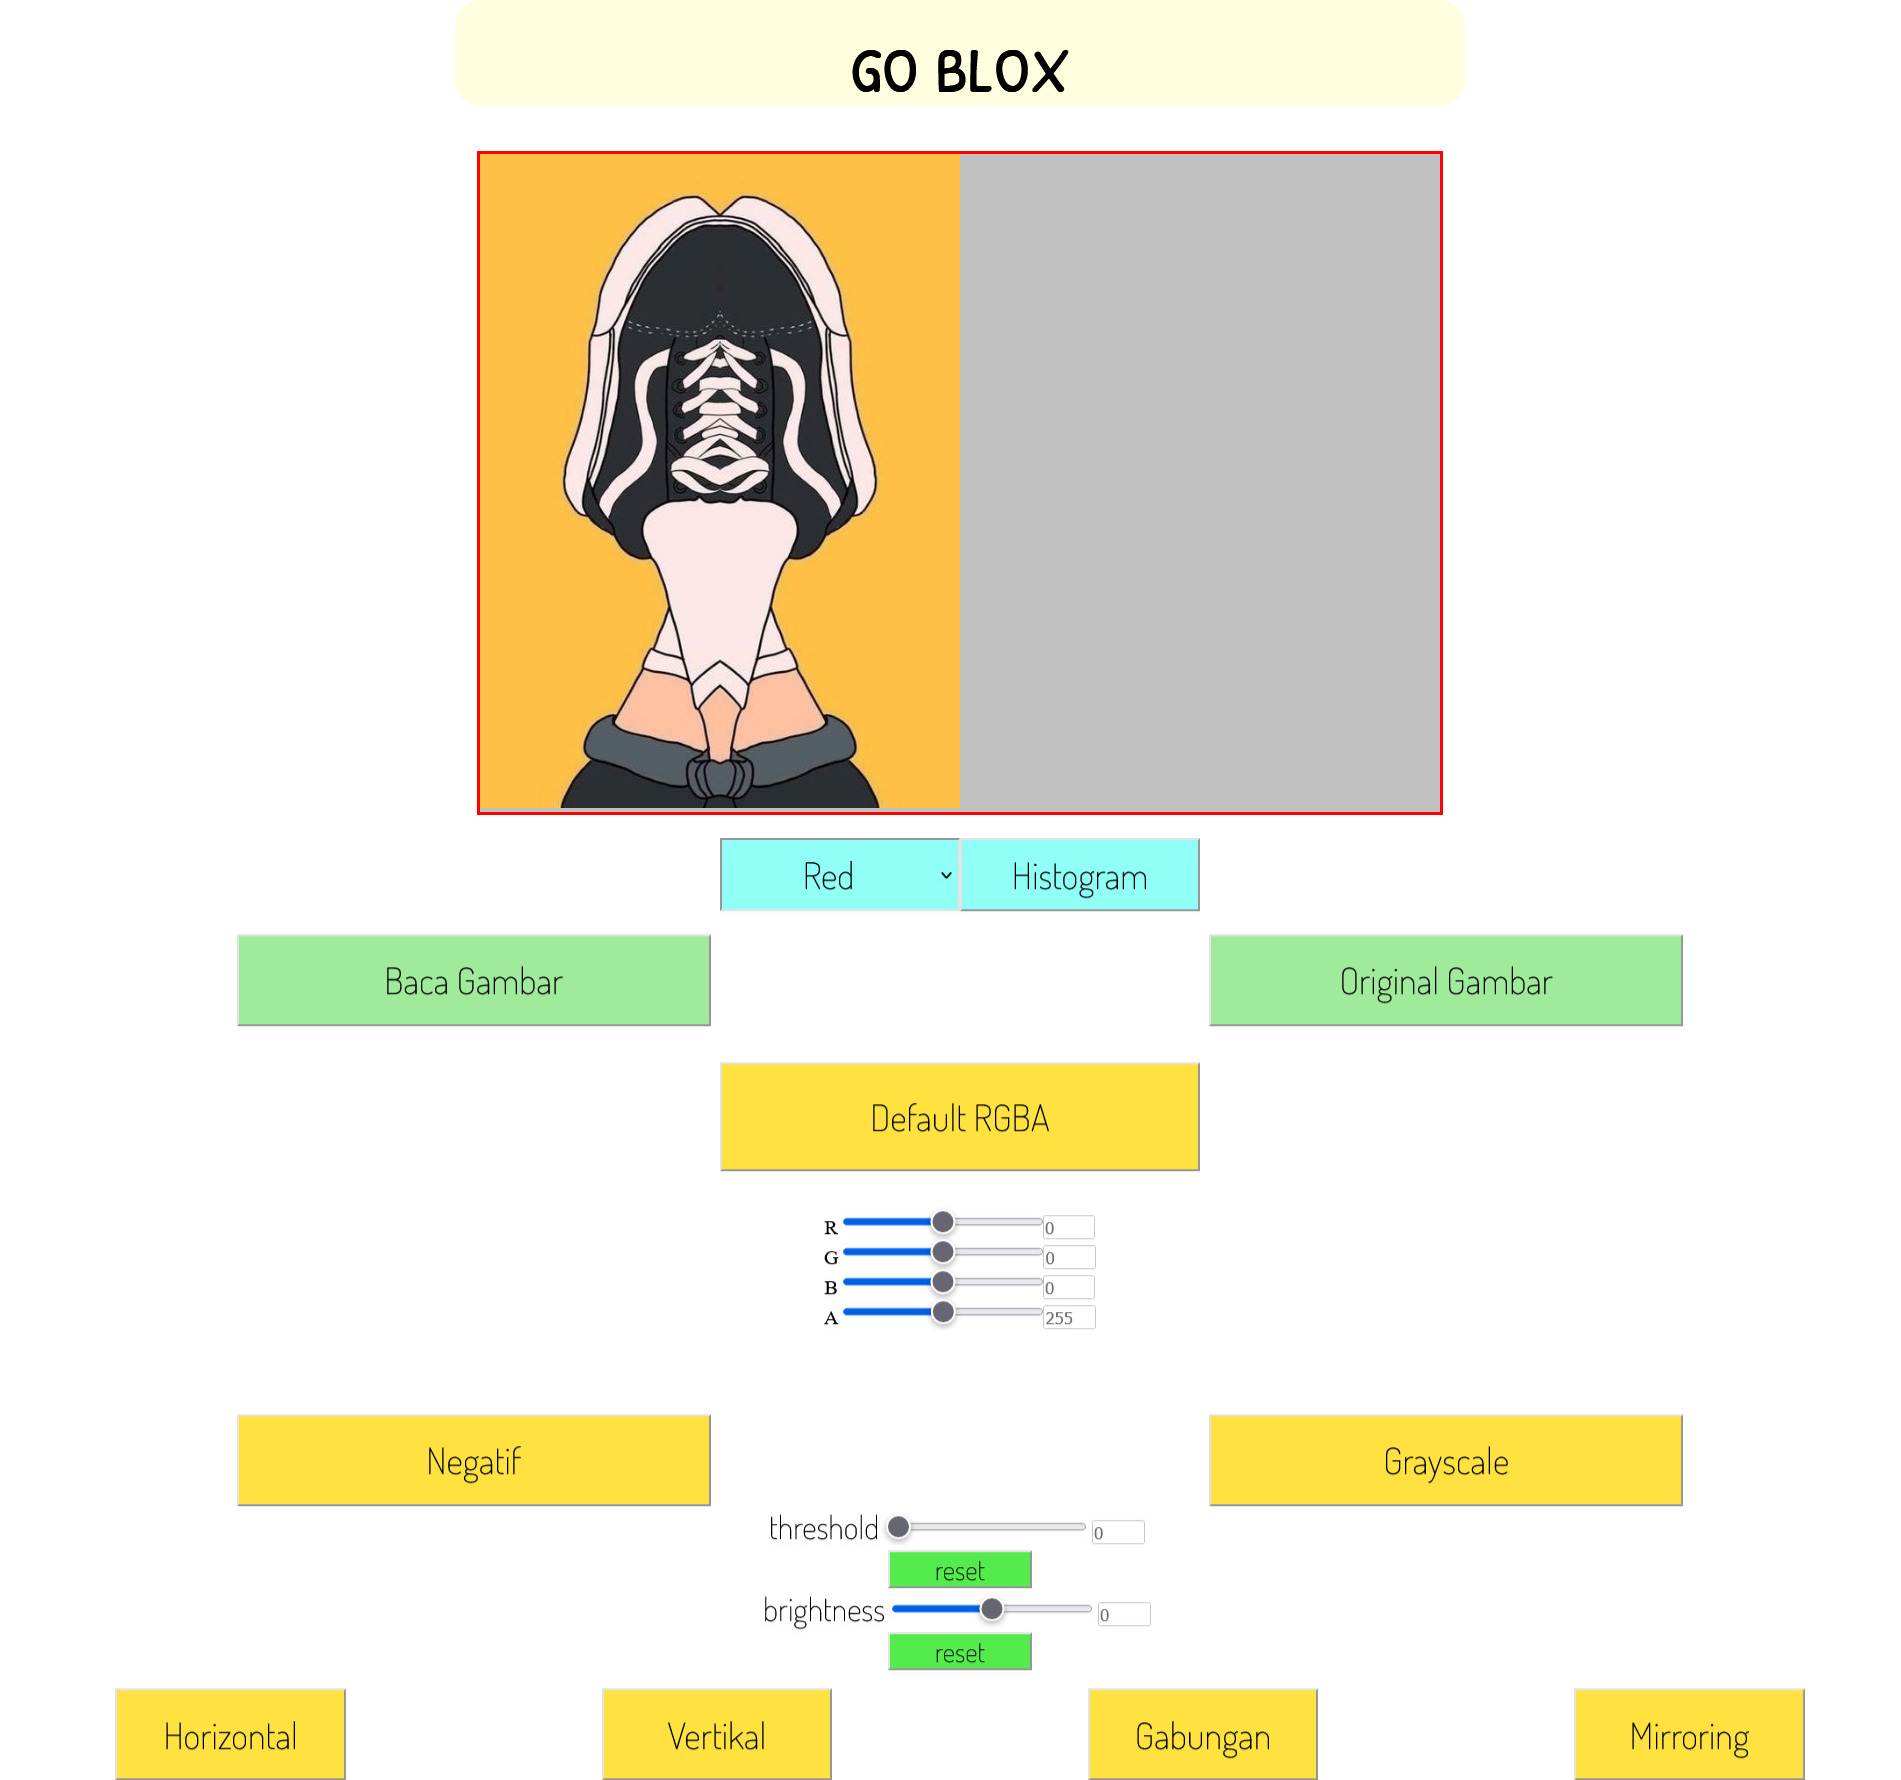 GO BLOX
Red Histogram
Baca Gambar Original Gambar
Default RGBA
R 0
G 0
B 0
A 255
Negatif Grayscale
threshold 0
reset
brightness 0
reset
Horizontal Vertikal Gabungan Mirroring